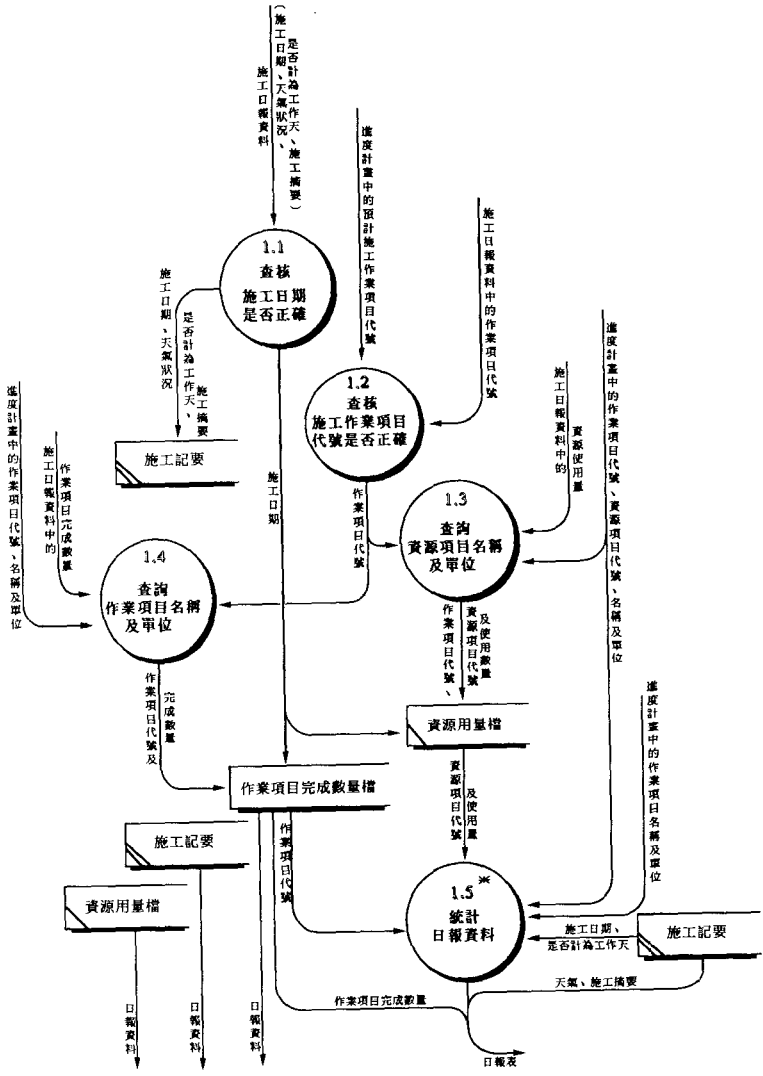 施工日報資料
(施工日期、天氣狀況、
是否計為工作天、施工摘要)
進度計畫中的預計施工作業項目代號
施工日報資料中的作業項目代號
1.1
查核
施工日期
是否正確
施工日期、天氣狀況
是否計為工作天、
施工摘要
施工記要
施工日期
1.2
查核
施工作業項目
代號是否正確
作業項目代號
施工日報資料中的
資源使用量
進度計畫中的作業項目代號、資源項目代號、名稱及單位
1.3
查詢
資源項目名稱
及單位
進度計畫中的作業項目代號、名稱及單位
施工日報資料中的
作業項目完成數量
1.4
查詢
作業項目名稱
及單位
作業項目代號及
完成數量
作業項目代號、
資源項目代號
及使用數量
資源用量檔
作業項目完成數量檔
資源項目代號
及使用量
進度計畫中的作業項目名稱及單位
施工記要
作業項目代號
資源用量檔
1.5*
統計
日報資料
施工日期、
是否計為工作天
施工記要
天氣、施工摘要
作業項目完成數量
日報資料
日報資料
日報資料
日報表